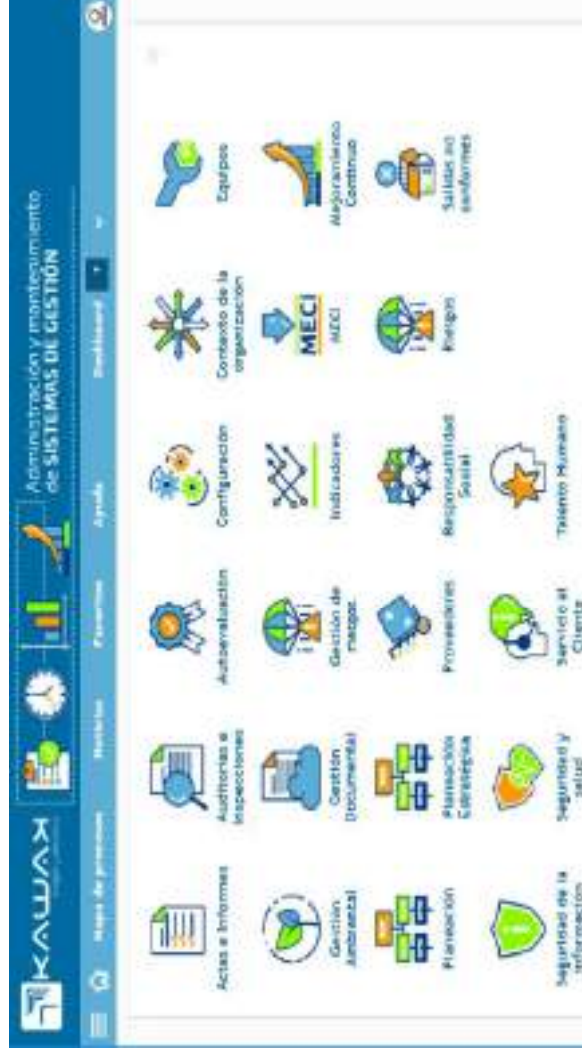 KAWAK
Administración y mantenimiento
de SISTEMAS DE GESTIÓN
Mapa de procesos Noticias Favoritos Ayuda Dashboard
Actas e Informes
Auditorías e
Inspecciones
Autoevaluación
Configuración
Contexto de la
organización
Equipos
Gestión
Ambiental
Gestión
Documental
Gestión de
riesgos
Indicadores
MECI
MECI
Mejoramiento
Continuo
Planeación
Planeación
Estratégica
Proveedores
Responsabilidad
Social
Riesgos
Salidas no
conformes
Seguridad de la
información
Seguridad y
salud
Servicio al
Cliente
Talento Humano